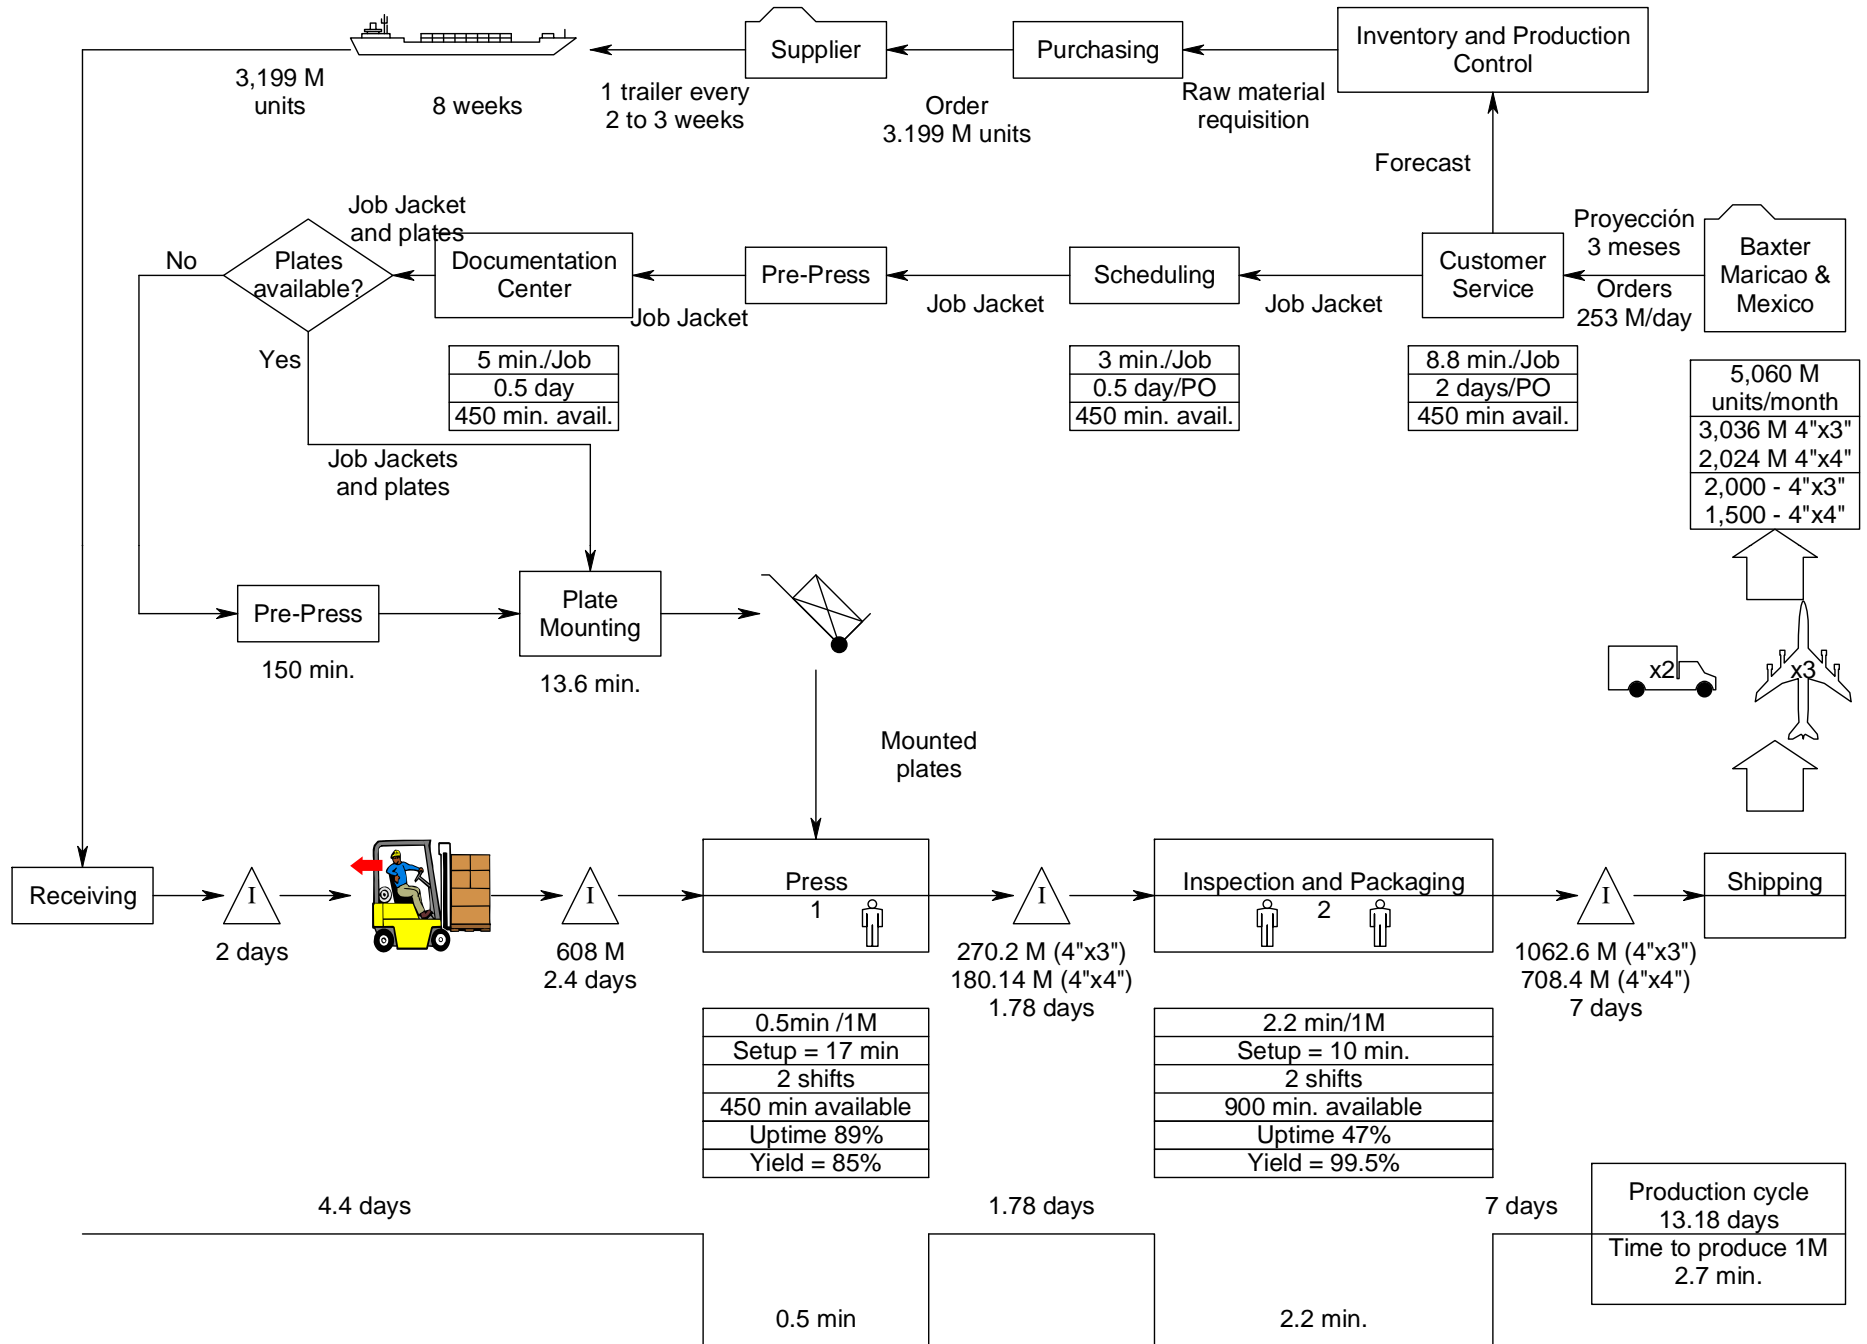 3,199 M
units
8 weeks
1 trailer every
2 to 3 weeks
Supplier
Order
3.199 M units
Purchasing
Raw material
requisition
Inventory and Production
Control
Forecast
Job Jacket
and plates
No
Plates
available?
Yes
Documentation
Center
Job Jacket
Pre-Press
Job Jacket
Scheduling
Job Jacket
Customer
Service
Proyección
3 meses
Orders
253 M/day
Baxter
Maricao &
Mexico
5 min./Job
0.5 day
450 min. avail.
3 min./Job
0.5 day/PO
450 min. avail.
8.8 min./Job
2 days/PO
450 min avail.
5,060 M
units/month
3,036 M 4"x3"
2,024 M 4"x4"
2,000 - 4"x3"
1,500 - 4"x4"
Job Jackets
and plates
Pre-Press
150 min.
Plate
Mounting
13.6 min.
x2
x3
Mounted
plates
Receiving
I
2 days
I
608 M
2.4 days
Press
1
I
270.2 M (4"x3")
180.14 M (4"x4")
1.78 days
Inspection and Packaging
2
I
1062.6 M (4"x3")
708.4 M (4"x4")
7 days
Shipping
0.5min /1M
Setup = 17 min
2 shifts
450 min available
Uptime 89%
Yield = 85%
2.2 min/1M
Setup = 10 min.
2 shifts
900 min. available
Uptime 47%
Yield = 99.5%
4.4 days
1.78 days
7 days
Production cycle
13.18 days
Time to produce 1M
2.7 min.
0.5 min
2.2 min.